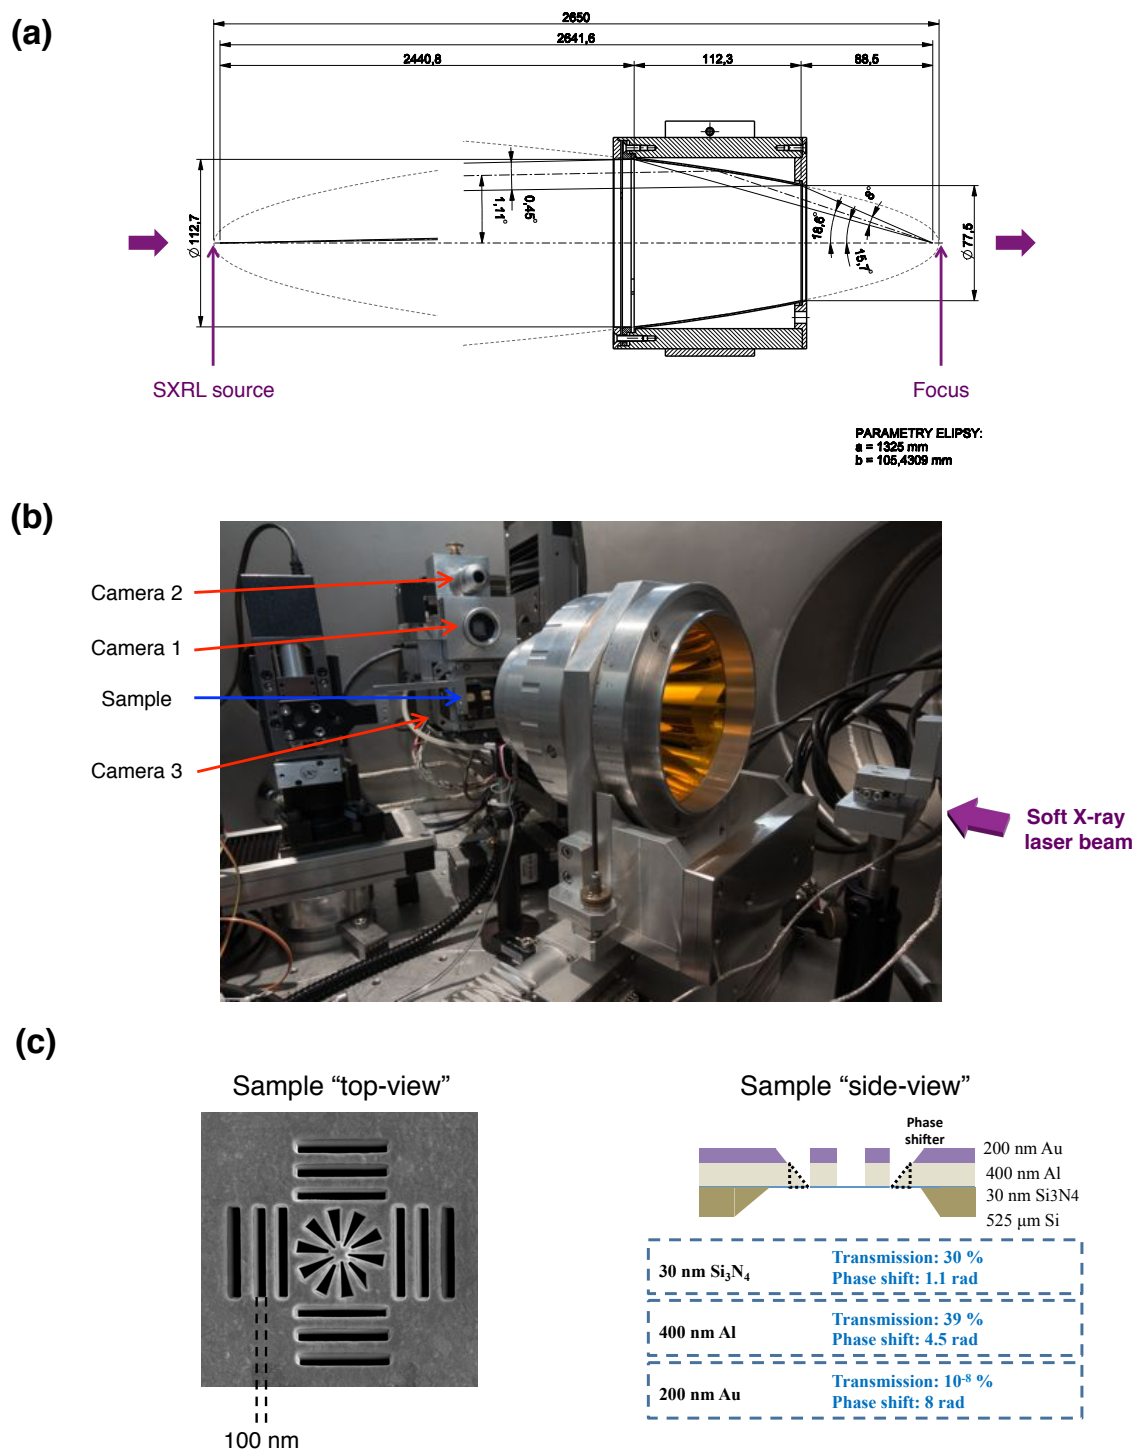 (a)
2650
2641,6
2440,8
112,3
88,5
Ø112,7
1,11°
0,45°
18,6°
15,7°
8°
Ø77,5
SXRL source
Focus
PARAMETRY ELIPSY:
a = 1325 mm
b = 105,4309 mm
(b)
Camera 2
Camera 1
Sample
Camera 3
Soft X-ray
laser beam
(c)
Sample “top-view”
100 nm
Sample “side-view”
Phase
shifter
200 nm Au
400 nm Al
30 nm Si3N4
525 µm Si
30 nm Si₃N₄
Transmission: 30 %
Phase shift: 1.1 rad
400 nm Al
Transmission: 39 %
Phase shift: 4.5 rad
200 nm Au
Transmission: 10⁻⁸ %
Phase shift: 8 rad